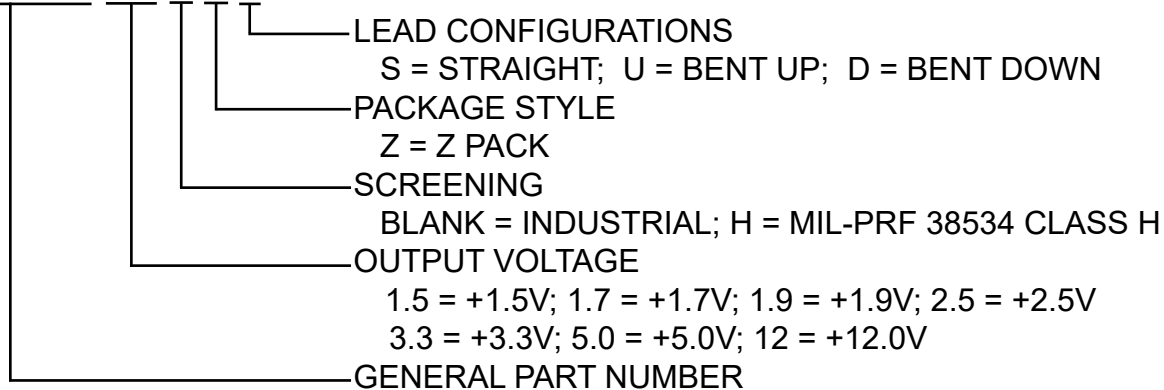 LEAD CONFIGURATIONS
S = STRAIGHT; U = BENT UP; D = BENT DOWN
PACKAGE STYLE
Z = Z PACK
SCREENING
BLANK = INDUSTRIAL; H = MIL-PRF 38534 CLASS H
OUTPUT VOLTAGE
1.5 = +1.5V; 1.7 = +1.7V; 1.9 = +1.9V; 2.5 = +2.5V
3.3 = +3.3V; 5.0 = +5.0V; 12 = +12.0V
GENERAL PART NUMBER